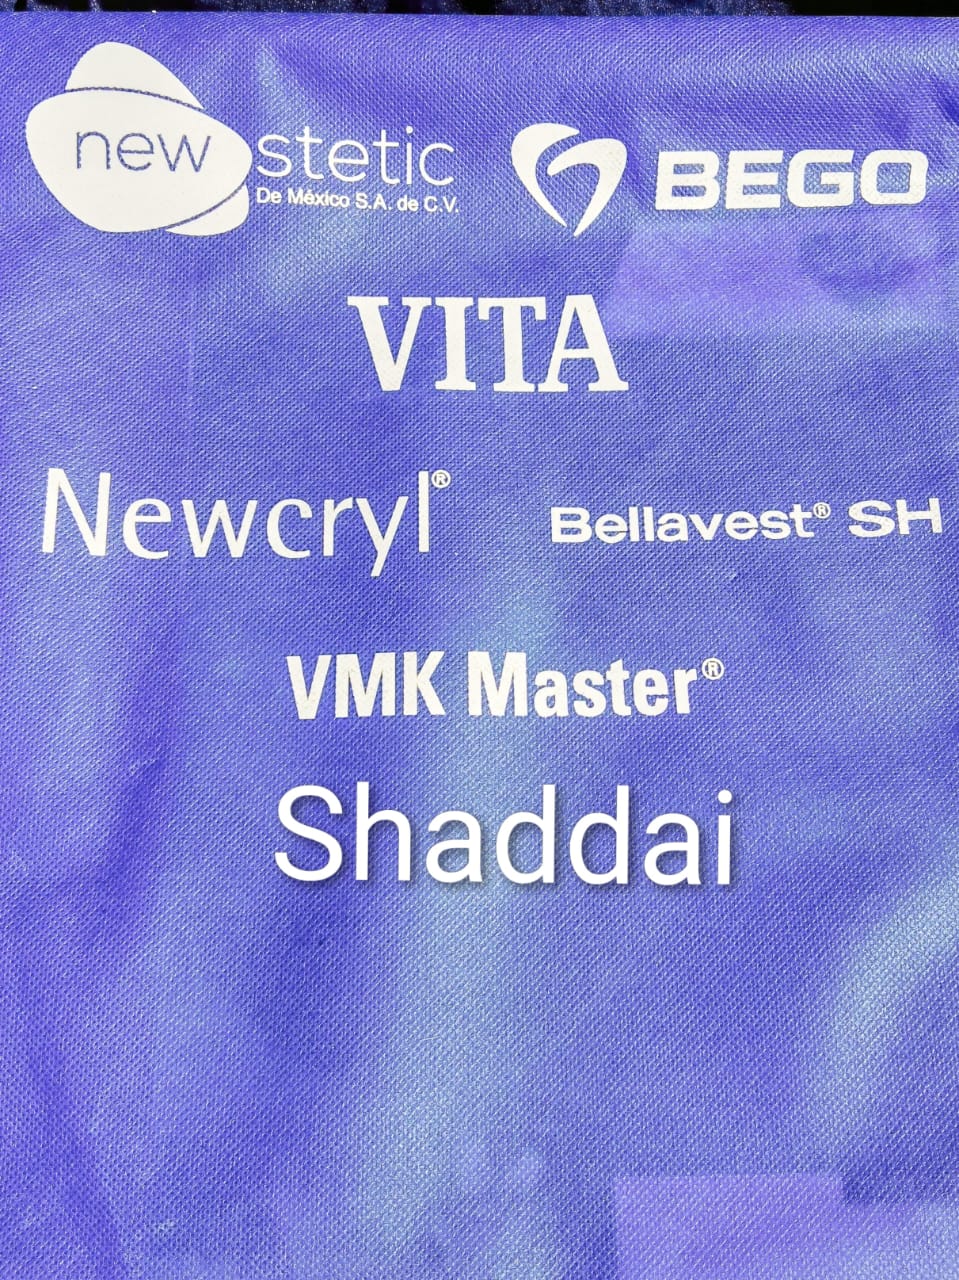 new stetic
De México S.A. de C.V.
BEGO
VITA
Newcryl®
Bellavest® SH
VMK Master®
Shaddai